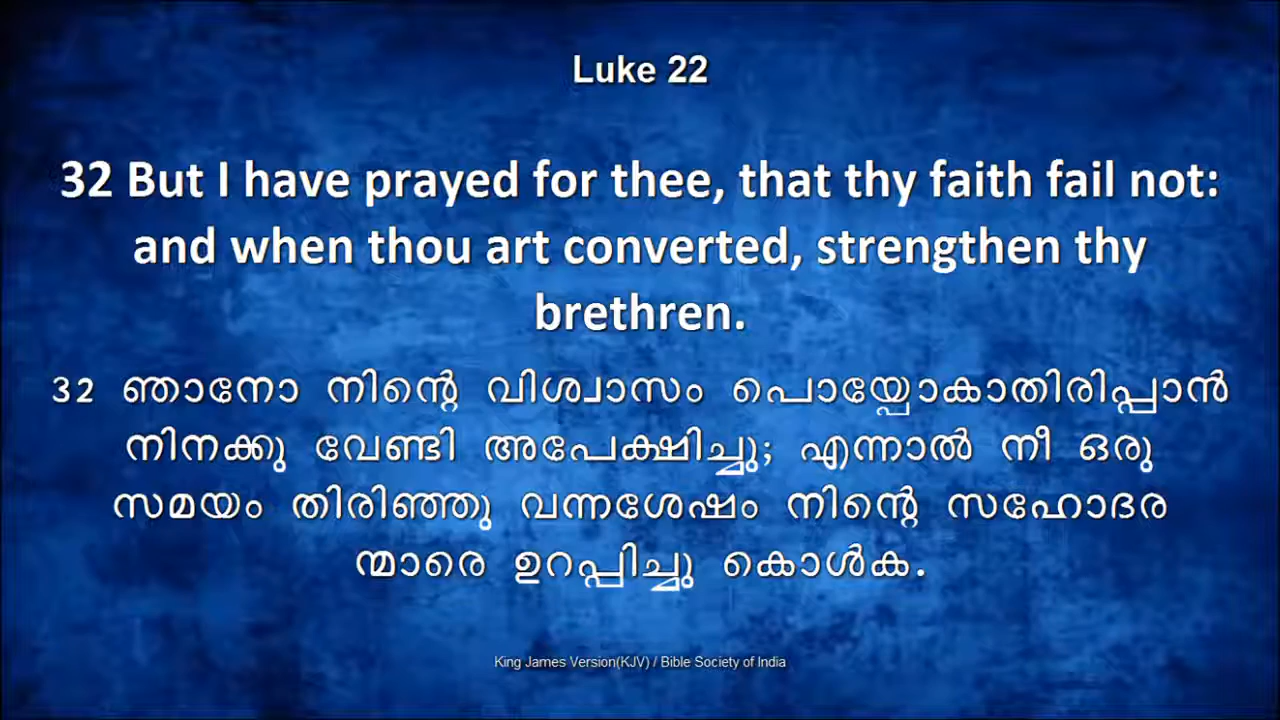 Luke 22
32 But I have prayed for thee, that thy faith fail not:
and when thou art converted, strengthen thy
brethren.
32 ഞാനോ നിന്റെ വിശ്വാസം പൊയ്പോകാതിരിപ്പാൻ
നിനക്കു വേണ്ടി അപേക്ഷിച്ചു; എന്നാൽ നീ ഒരു
സമയം തിരിഞ്ഞു വന്നശേഷം നിന്റെ സഹോദര
ന്മാരെ ഉറപ്പിച്ചു കൊൾക.
King James Version(KJV) / Bible Society of India